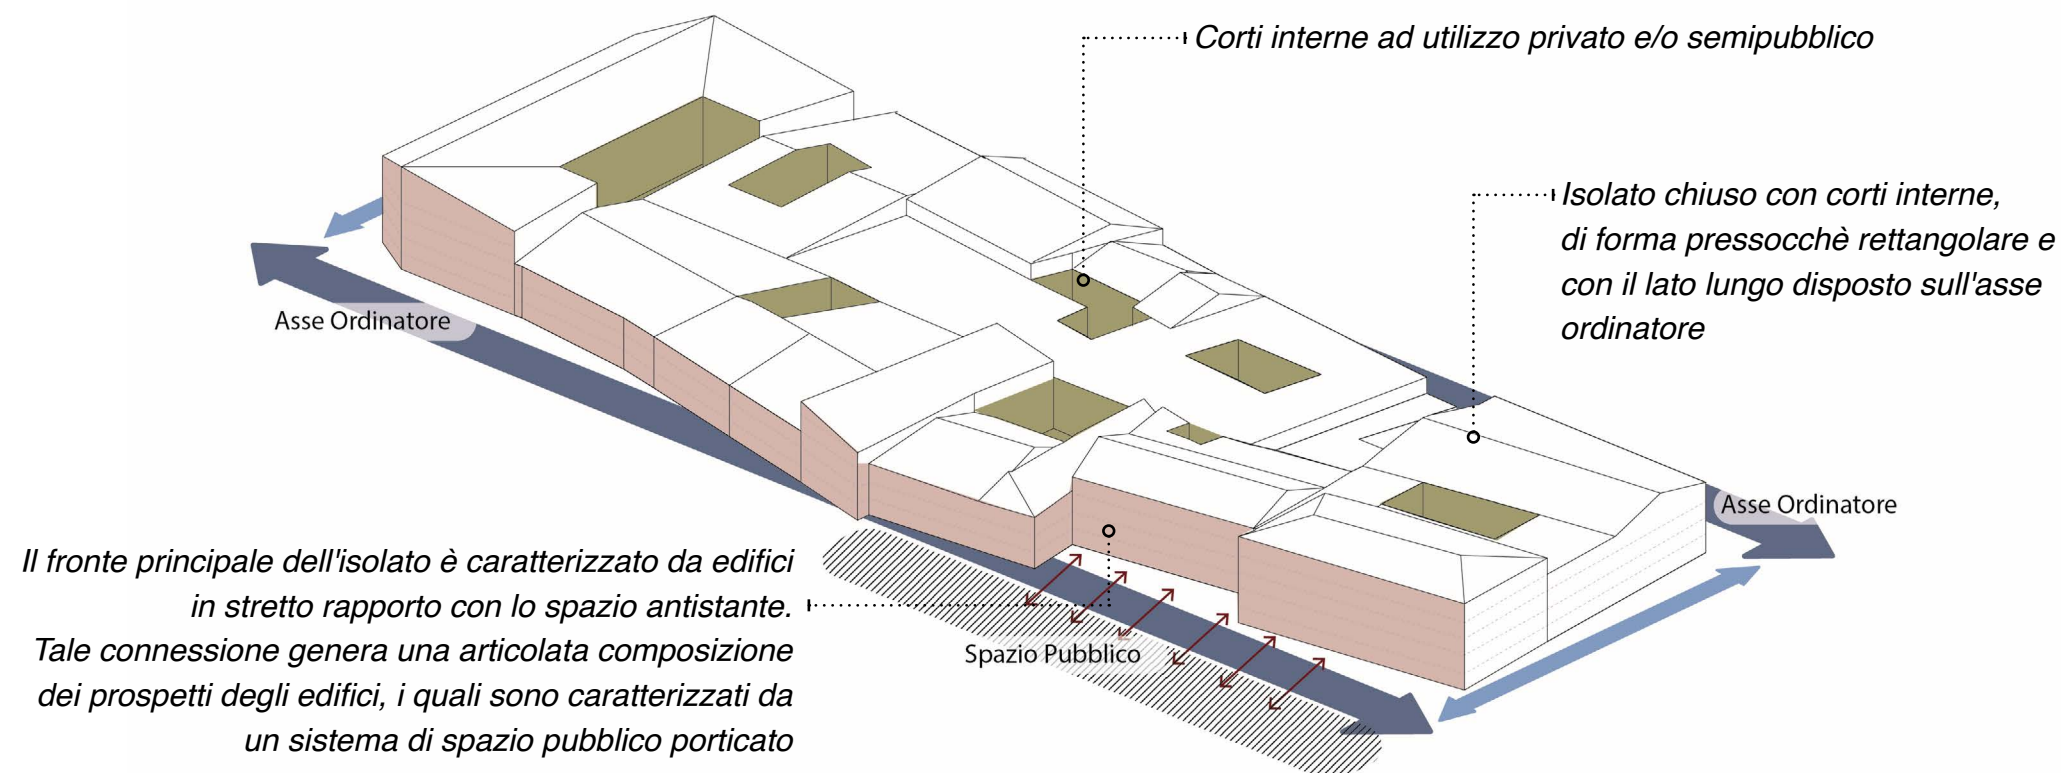 Corti interne ad utilizzo privato e/o semipubblico
Isolato chiuso con corti interne,
di forma pressocchè rettangolare e
con il lato lungo disposto sull'asse
ordinatore
Asse Ordinatore
Asse Ordinatore
Il fronte principale dell'isolato è caratterizzato da edifici
in stretto rapporto con lo spazio antistante.
Tale connessione genera una articolata composizione
dei prospetti degli edifici, i quali sono caratterizzati da
un sistema di spazio pubblico porticato
Spazio Pubblico